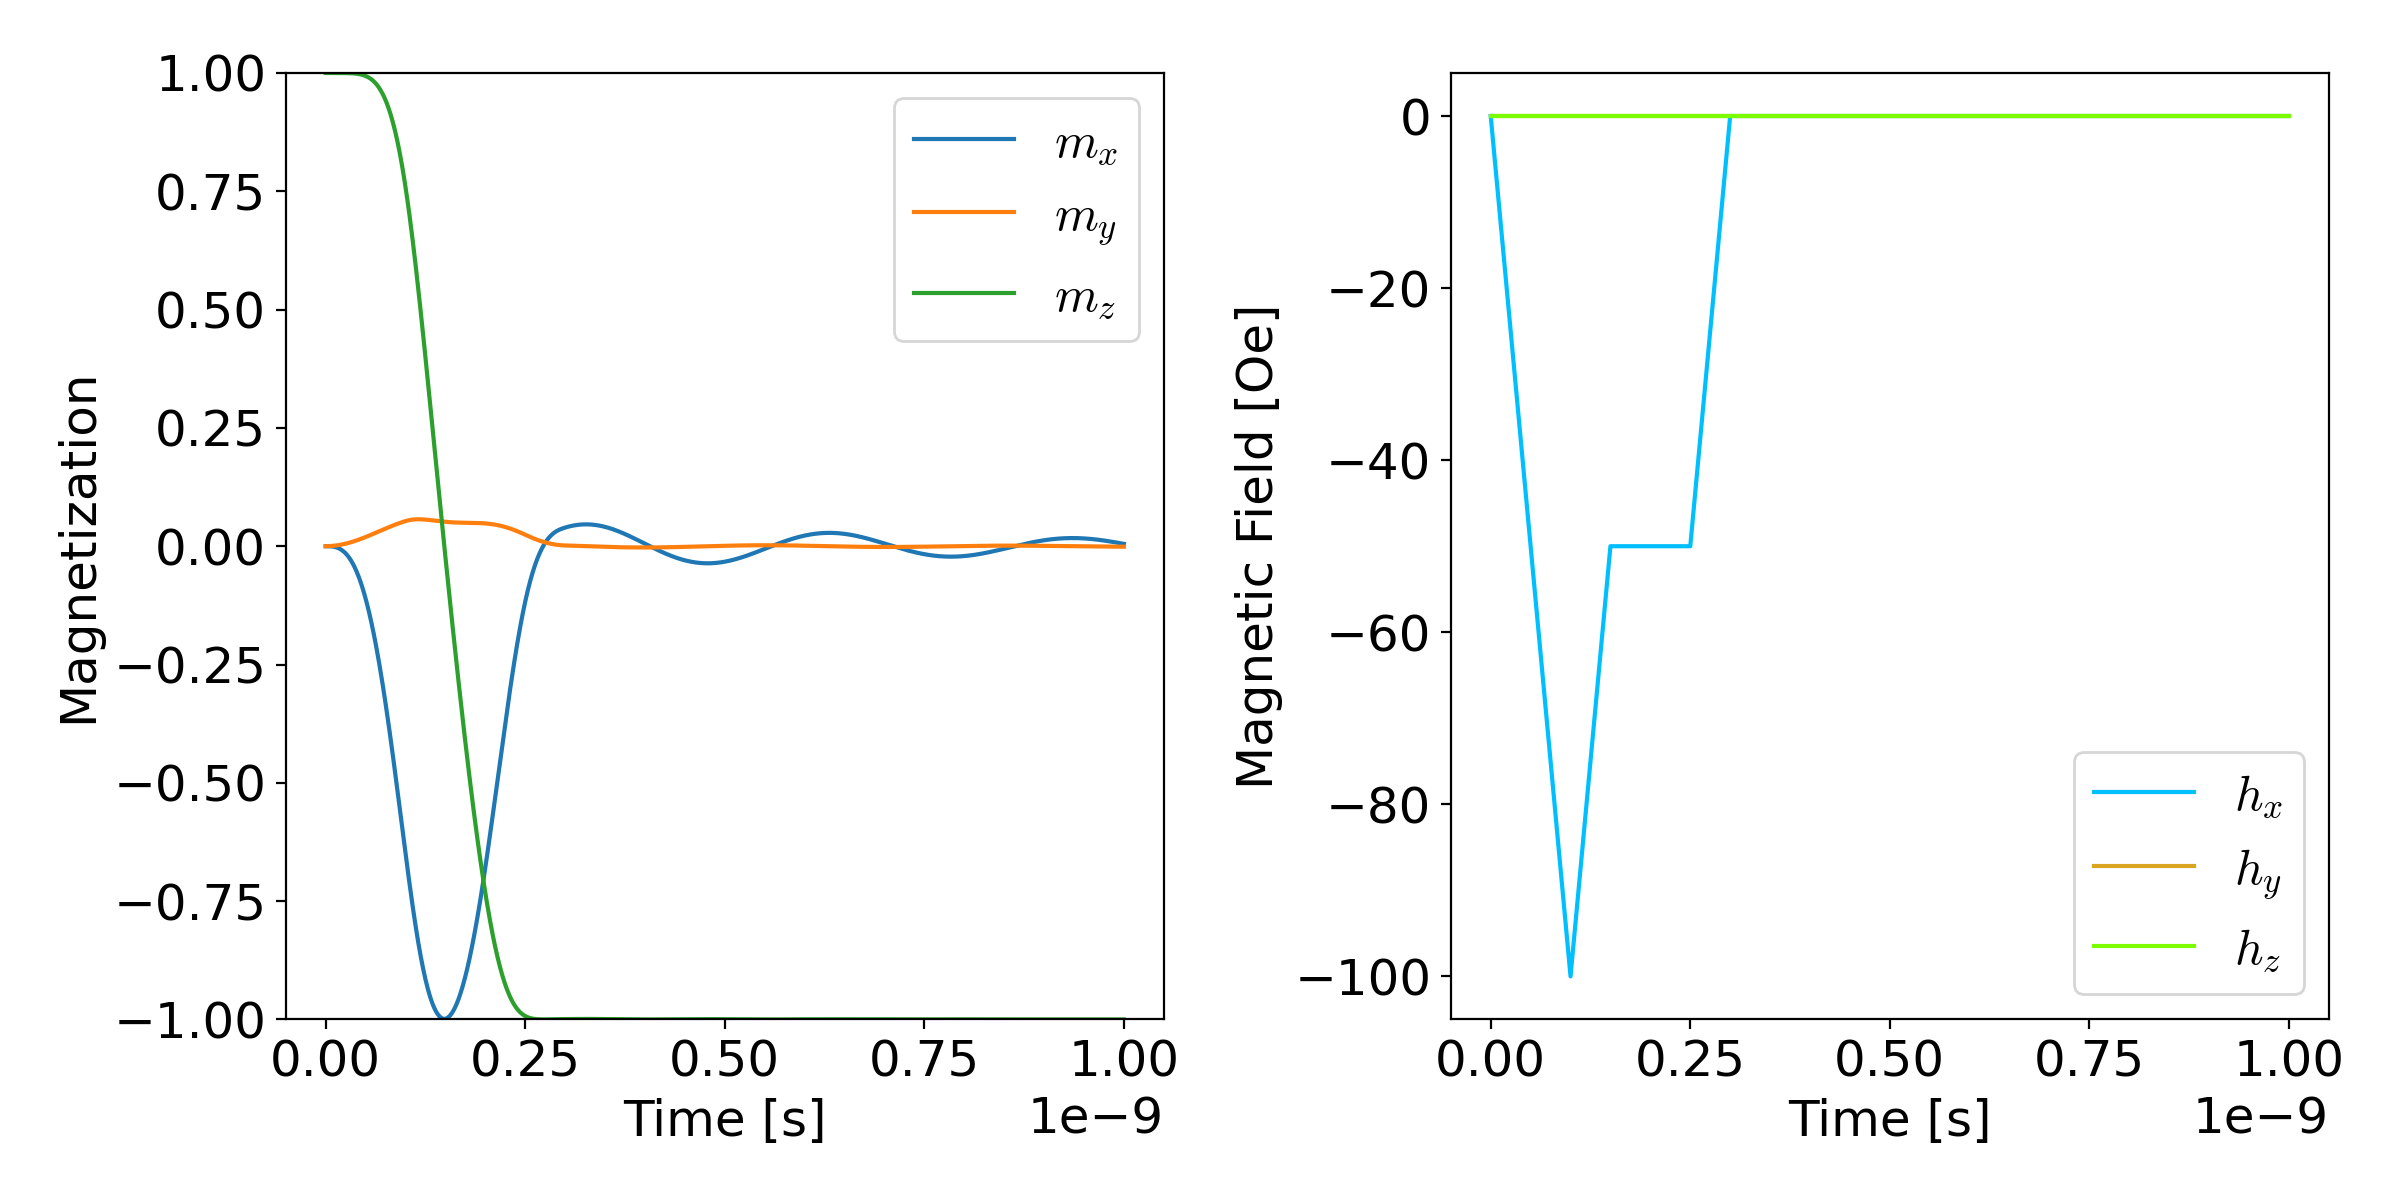 Magnetization
1.00
0.75
0.50
0.25
0.00
−0.25
−0.50
−0.75
−1.00
m_x
m_y
m_z
0.00 0.25 0.50 0.75 1.00
Time [s]
1e−9
Magnetic Field [Oe]
0
−20
−40
−60
−80
−100
h_x
h_y
h_z
0.00 0.25 0.50 0.75 1.00
Time [s]
1e−9